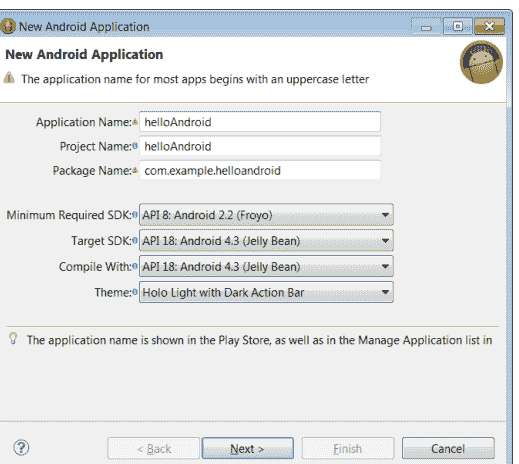 New Android Application
New Android Application
The application name for most apps begins with an uppercase letter
Application Name: helloAndroid
Project Name: helloAndroid
Package Name: com.example.helloandroid
Minimum Required SDK: API 8: Android 2.2 (Froyo)
Target SDK: API 18: Android 4.3 (Jelly Bean)
Compile With: API 18: Android 4.3 (Jelly Bean)
Theme: Holo Light with Dark Action Bar
The application name is shown in the Play Store, as well as in the Manage Application list in
? < Back Next > Finish Cancel